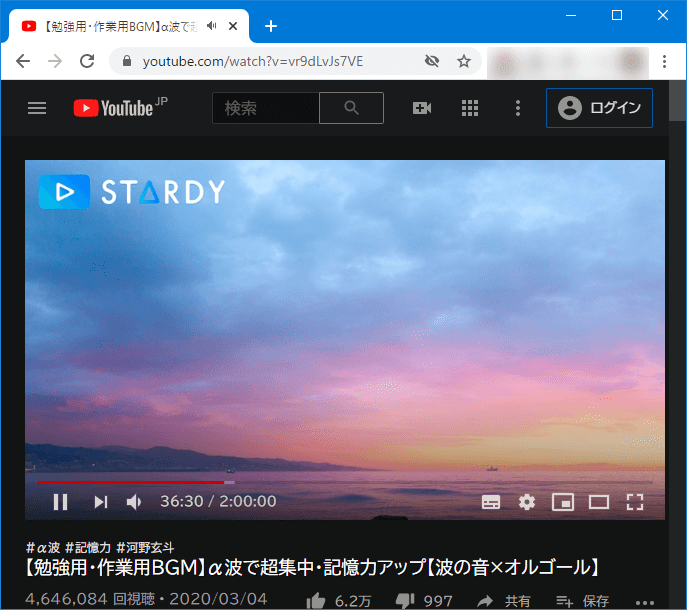 【勉強用・作業用BGM】α波で超
youtube.com/watch?v=vr9dLvJs7VE
YouTube JP
検索
ログイン
STARDY
36:30 / 2:00:00
#α波 #記憶力 #河野玄斗
【勉強用・作業用BGM】α波で超集中・記憶力アップ【波の音×オルゴール】
4,646,084 回視聴・2020/03/04 6.2万 997 共有 保存